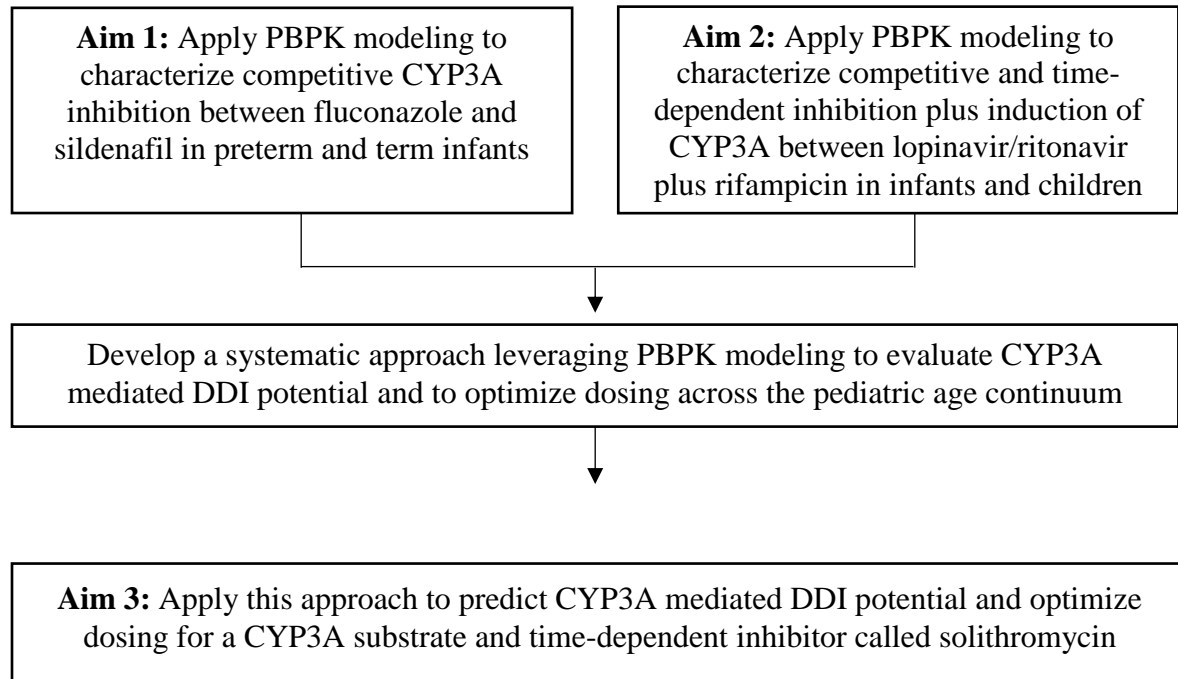 Aim 1: Apply PBPK modeling to
characterize competitive CYP3A
inhibition between fluconazole and
sildenafil in preterm and term infants
Aim 2: Apply PBPK modeling to
characterize competitive and time-
dependent inhibition plus induction of
CYP3A between lopinavir/ritonavir
plus rifampicin in infants and children
Develop a systematic approach leveraging PBPK modeling to evaluate CYP3A
mediated DDI potential and to optimize dosing across the pediatric age continuum
Aim 3: Apply this approach to predict CYP3A mediated DDI potential and optimize
dosing for a CYP3A substrate and time-dependent inhibitor called solithromycin